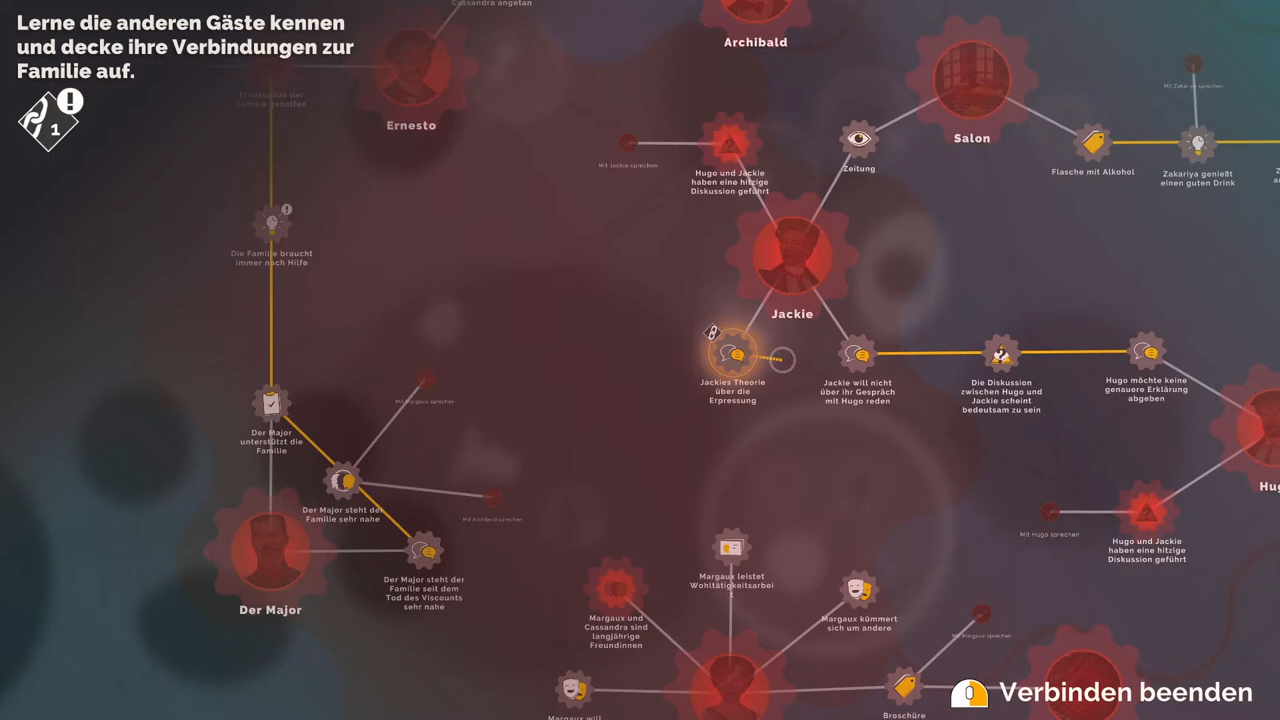 Lerne die anderen Gäste kennen
und decke ihre Verbindungen zur
Familie auf.
1
Cassandra angetan
Archibald
Salon
Ernesto hat der
Familie geholfen
Ernesto
Mit Zakariya sprechen
Mit Jackie sprechen
Hugo und Jackie
haben eine hitzige
Diskussion geführt
Zeitung
Flasche mit Alkohol
Zakariya genießt
einen guten Drink
Die Familie braucht
immer noch Hilfe
Jackie
Jackies Theorie
über die
Erpressung
Jackie will nicht
über ihr Gespräch
mit Hugo reden
Die Diskussion
zwischen Hugo und
Jackie scheint
bedeutsam zu sein
Hugo möchte keine
genauere Erklärung
abgeben
Mit Margaux sprechen
Der Major
unterstützt die
Familie
Hug
Der Major steht der
Familie sehr nahe
Mit Archibald sprechen
Mit Hugo sprechen
Hugo und Jackie
haben eine hitzige
Diskussion geführt
Der Major
Der Major steht der
Familie seit dem
Tod des Viscounts
sehr nahe
Margaux leistet
Wohltätigkeitsarbei
t
Margaux und
Cassandra sind
langjährige
Freundinnen
Margaux kümmert
sich um andere
Mit Margaux sprechen
Margaux will
Broschüre
Verbinden beenden